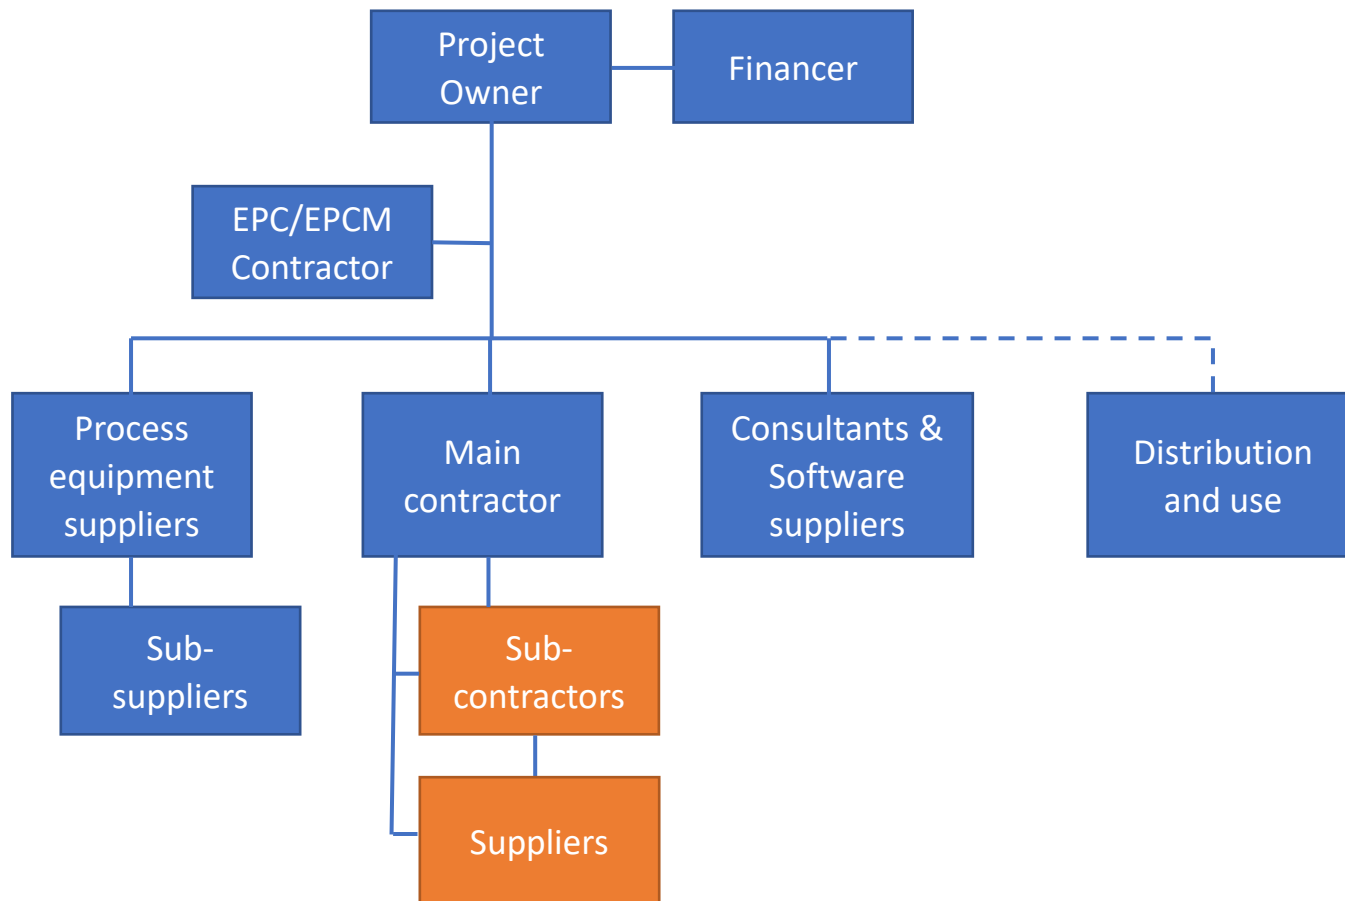 Project
Owner
Financer
EPC/EPCM
Contractor
Process
equipment
suppliers
Main
contractor
Consultants &
Software
suppliers
Distribution
and use
Sub-
suppliers
Sub-
contractors
Suppliers